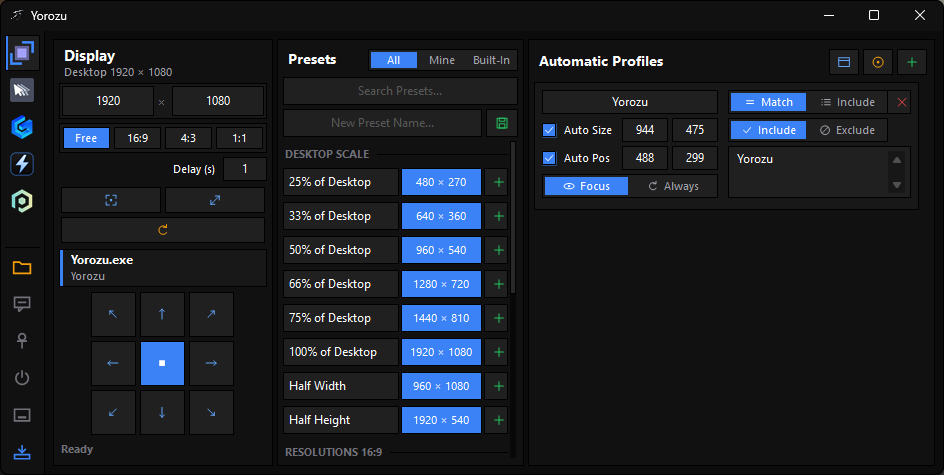 Yorozu
Display
Desktop 1920 × 1080
1920 × 1080
Free 16:9 4:3 1:1
Delay (s) 1
Yorozu.exe
Yorozu
Ready
Presets
All Mine Built-In
Search Presets...
New Preset Name...
DESKTOP SCALE
25% of Desktop 480 × 270
33% of Desktop 640 × 360
50% of Desktop 960 × 540
66% of Desktop 1280 × 720
75% of Desktop 1440 × 810
100% of Desktop 1920 × 1080
Half Width 960 × 1080
Half Height 1920 × 540
RESOLUTIONS 16:9
Automatic Profiles
Yorozu
Auto Size 944 475
Auto Pos 488 299
Focus Always
Match Include
Include Exclude
Yorozu